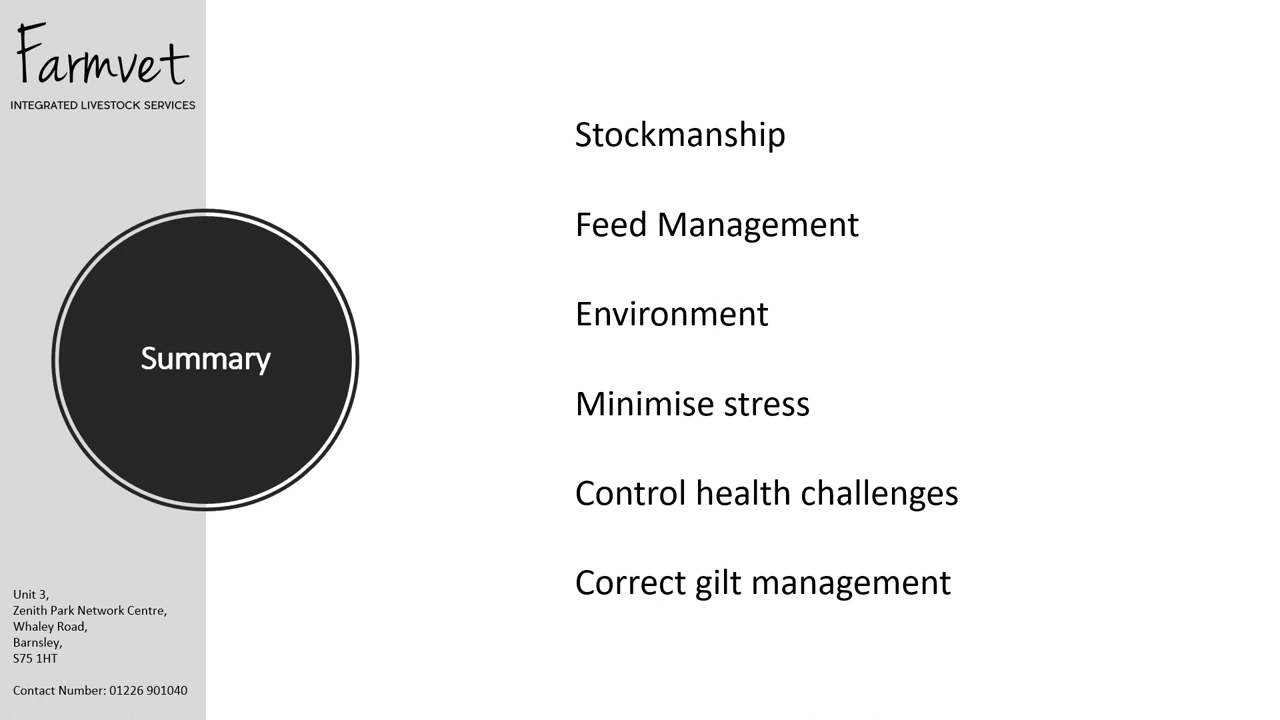 Farmvet
INTEGRATED LIVESTOCK SERVICES
Summary
Stockmanship
Feed Management
Environment
Minimise stress
Control health challenges
Correct gilt management
Unit 3,
Zenith Park Network Centre,
Whaley Road,
Barnsley,
S75 1HT
Contact Number: 01226 901040